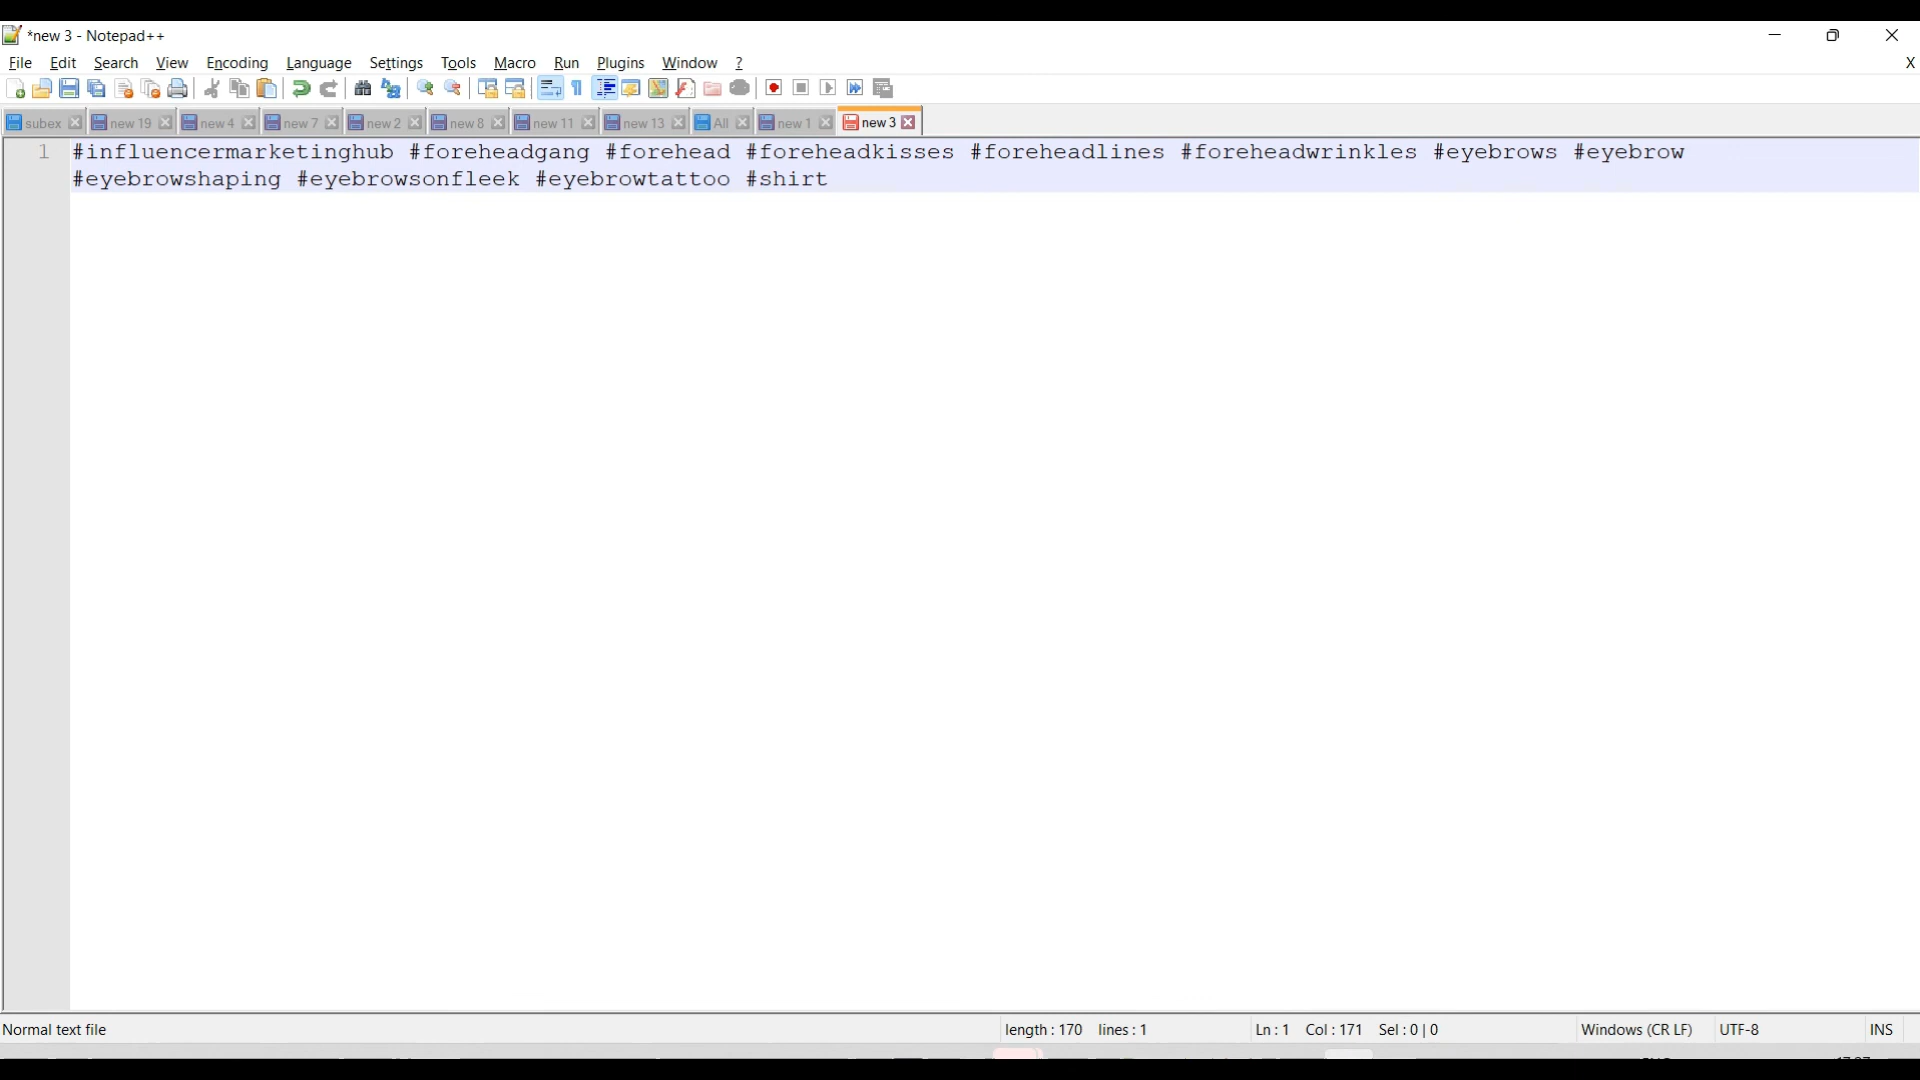 *new 3 - Notepad++
File Edit Search View Encoding Language Settings Tools Macro Run Plugins Window ? X
subex new 19 new 4 new 7 new 2 new 8 new 11 new 13 All new 1 new 3
1 #influencermarketinghub #foreheadgang #forehead #foreheadkisses #foreheadlines #foreheadwrinkles #eyebrows #eyebrow
#eyebrowshaping #eyebrowsonfleek #eyebrowtattoo #shirt
Normal text file length : 170 lines : 1 Ln : 1 Col : 171 Sel : 0 | 0 Windows (CR LF) UTF-8 INS